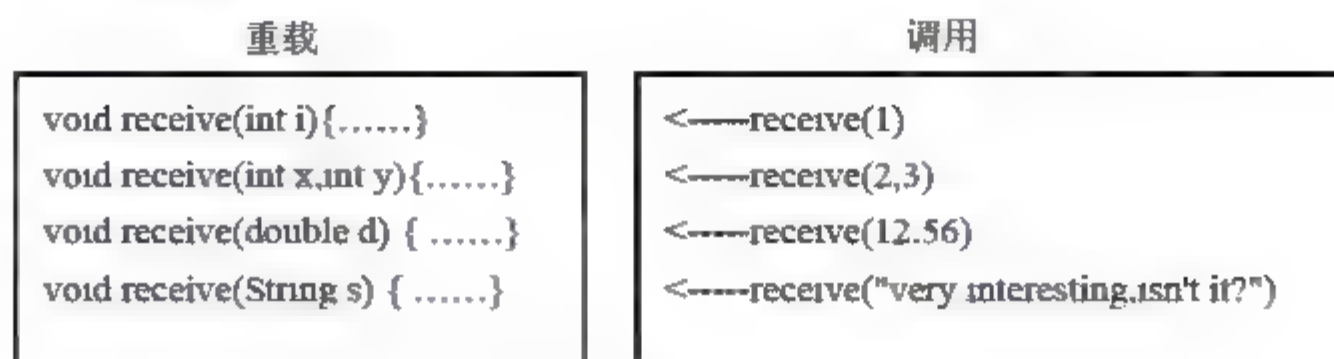 重载
void receive(int i){......}
void receive(int x,int y){......}
void receive(double d) { ......}
void receive(String s) { ......}
调用
<----receive(1)
<----receive(2,3)
<----receive(12.56)
<----receive("very interesting,isn't it?")